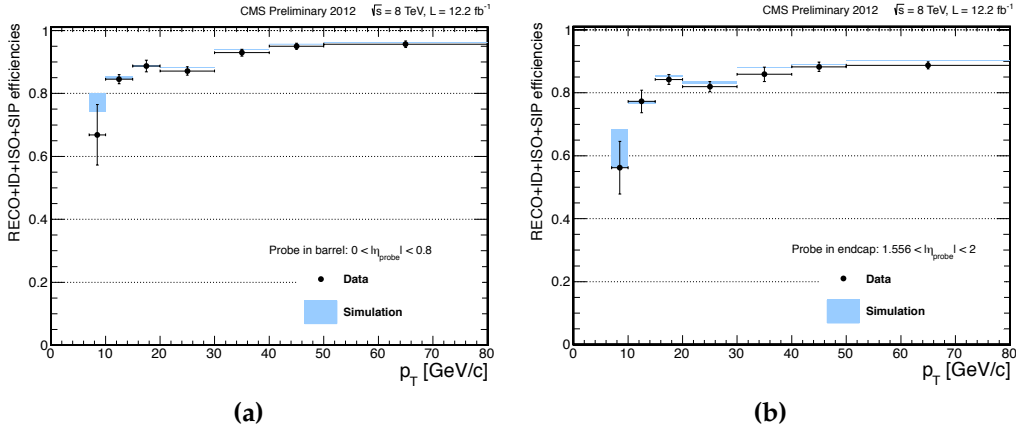 CMS Preliminary 2012   √s = 8 TeV, L = 12.2 fb⁻¹
RECO+ID+ISO+SIP efficiencies
1
0.8
0.6
0.4
0.2
0
Probe in barrel: 0 < |η_probe| < 0.8
Data
Simulation
0 10 20 30 40 50 60 70 80
p_T [GeV/c]
(a)
CMS Preliminary 2012   √s = 8 TeV, L = 12.2 fb⁻¹
RECO+ID+ISO+SIP efficiencies
1
0.8
0.6
0.4
0.2
0
Probe in endcap: 1.556 < |η_probe| < 2
Data
Simulation
0 10 20 30 40 50 60 70 80
p_T [GeV/c]
(b)